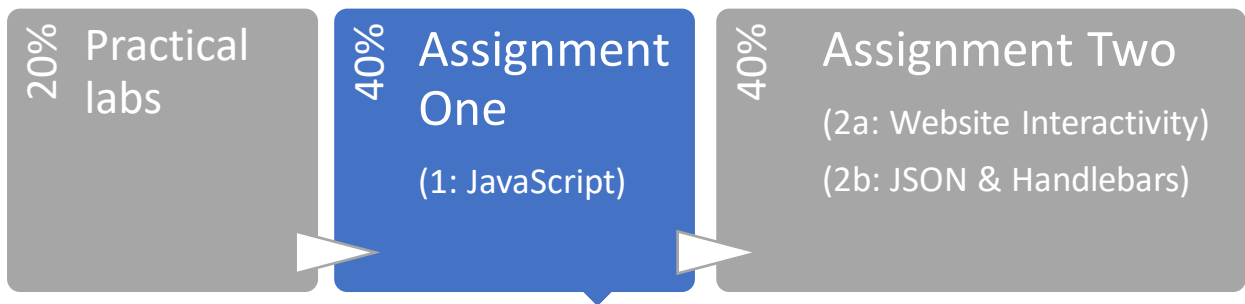 20%
Practical
labs
40%
Assignment
One
(1: JavaScript)
40%
Assignment Two
(2a: Website Interactivity)
(2b: JSON & Handlebars)